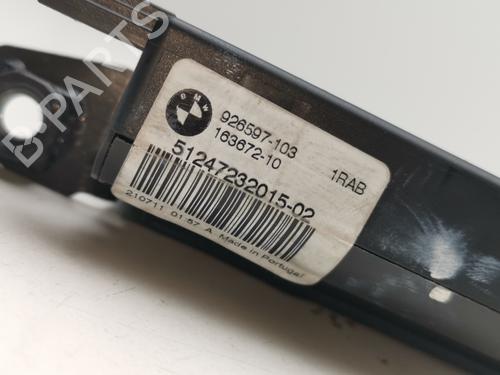 B-PARTS
BMW
926597-103
163672-10
1RAB
51247232015-02
210711 01:57 A Made in Portugal